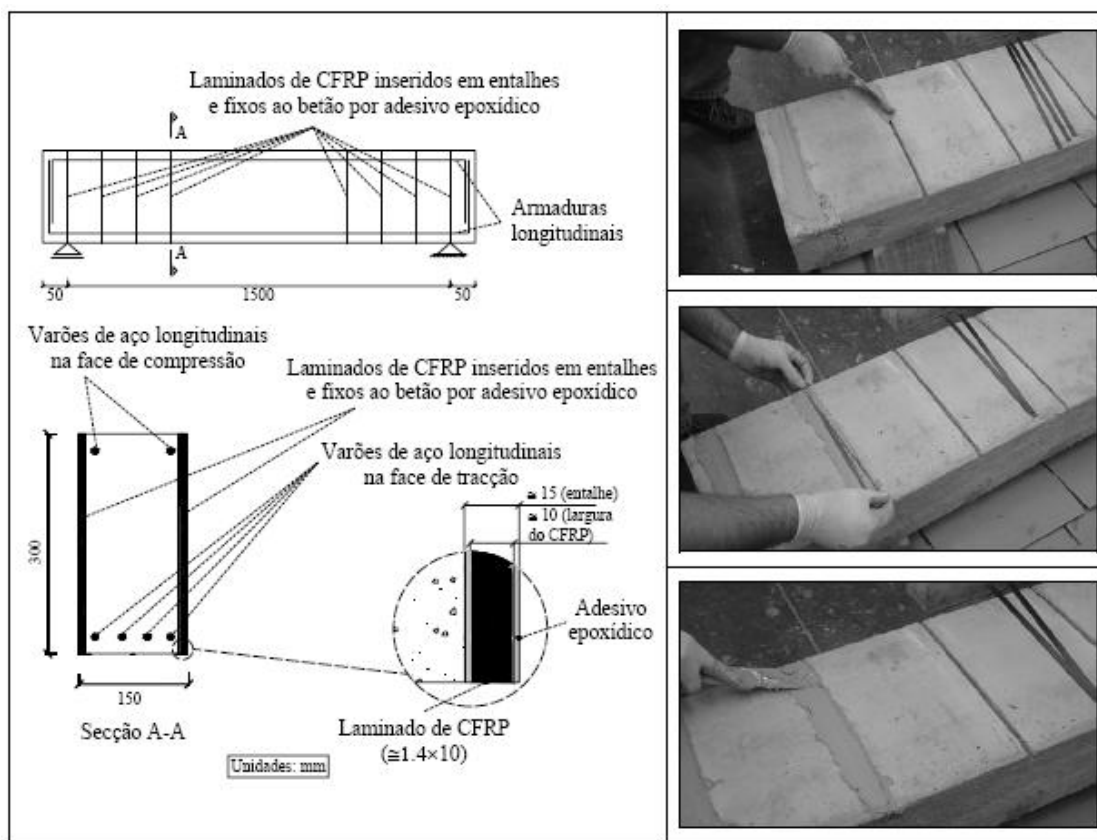 Laminados de CFRP inseridos em entalhes
e fixos ao betão por adesivo epoxídico
A
Armaduras
longitudinais
A
50
1500
50
Varões de aço longitudinais
na face de compressão
Laminados de CFRP inseridos em entalhes
e fixos ao betão por adesivo epoxídico
Varões de aço longitudinais
na face de tracção
≅ 15 (entalhe)
≅ 10 (largura
do CFRP)
300
Adesivo
epoxídico
150
Secção A-A
Laminado de CFRP
(≅1.4×10)
Unidades: mm